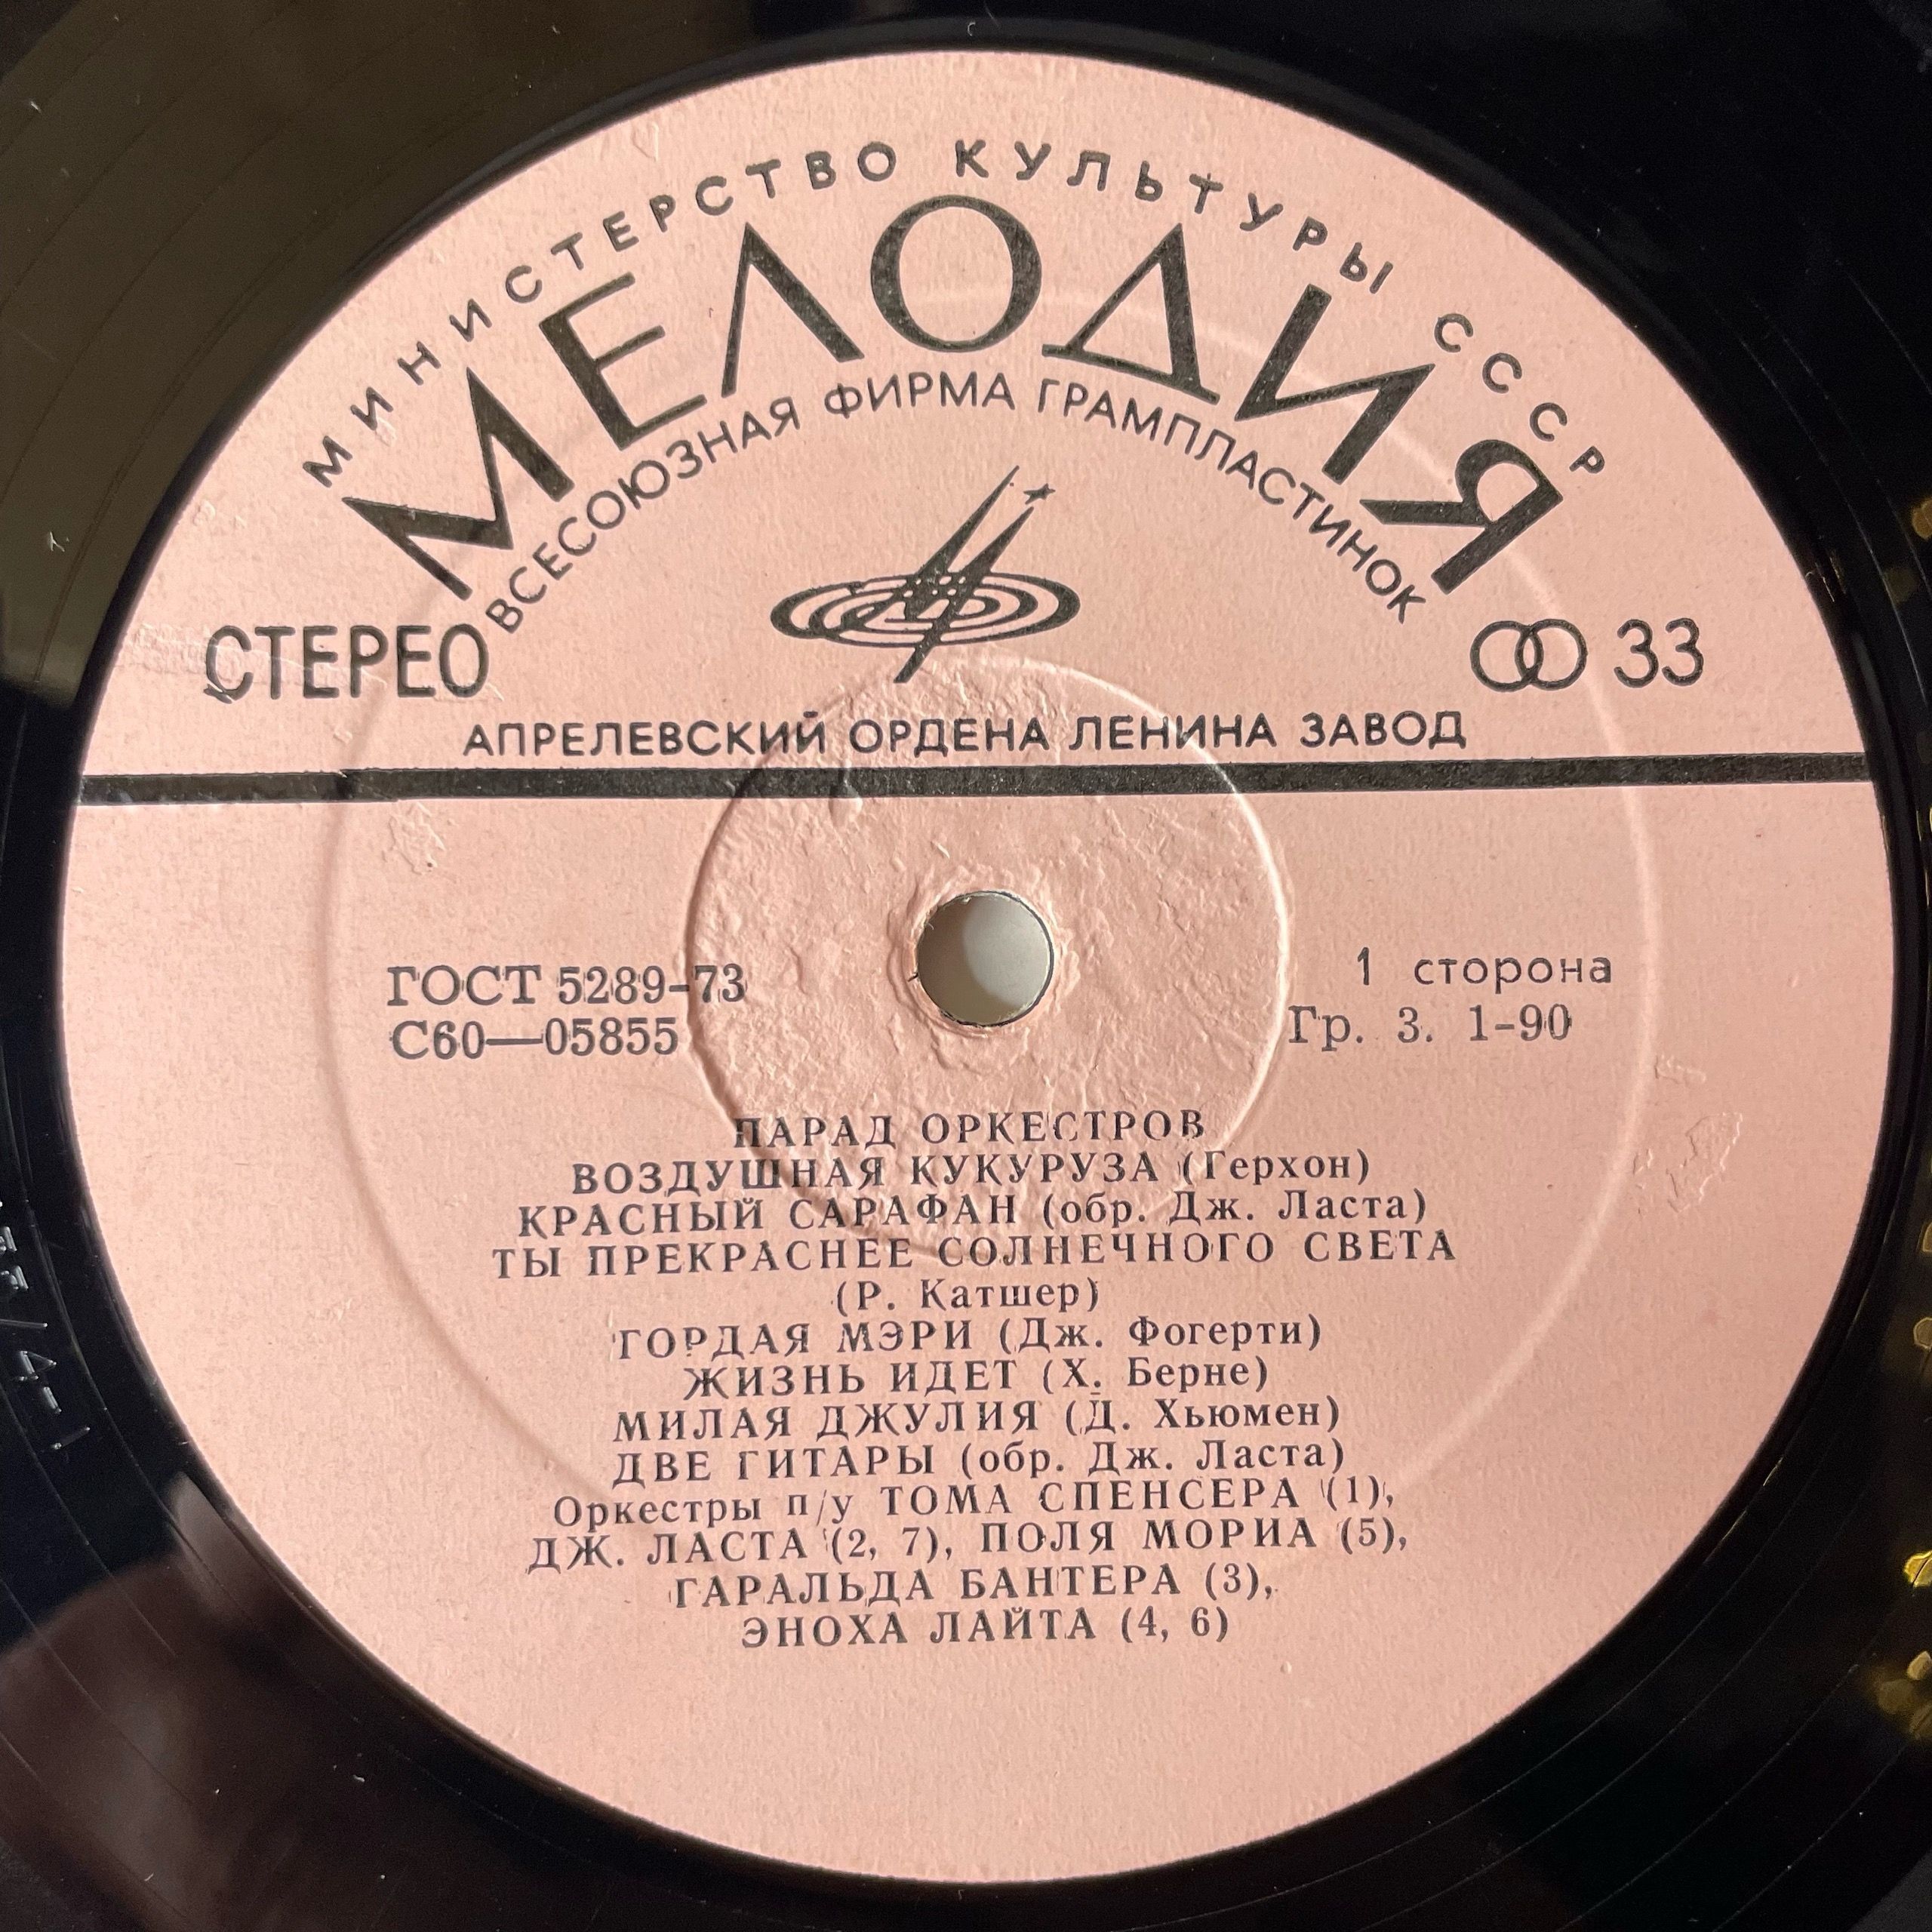 МИНИСТЕРСТВО КУЛЬТУРЫ СССР
МЕЛОДИЯ
ВСЕСОЮЗНАЯ ФИРМА ГРАМПЛАСТИНОК
СТЕРЕО
33
АПРЕЛЕВСКИЙ ОРДЕНА ЛЕНИНА ЗАВОД
ГОСТ 5289-73
С60—05855
1 сторона
Гр. 3. 1-90
ПАРАД ОРКЕСТРОВ
ВОЗДУШНАЯ КУКУРУЗА (Герхон)
КРАСНЫЙ САРАФАН (обр. Дж. Ласта)
ТЫ ПРЕКРАСНЕЕ СОЛНЕЧНОГО СВЕТА
(Р. Катшер)
ГОРДАЯ МЭРИ (Дж. Фогерти)
ЖИЗНЬ ИДЕТ (Х. Берне)
МИЛАЯ ДЖУЛИЯ (Д. Хьюмен)
ДВЕ ГИТАРЫ (обр. Дж. Ласта)
Оркестры п/у ТОМА СПЕНСЕРА (1),
ДЖ. ЛАСТА (2, 7), ПОЛЯ МОРИА (5),
ГАРАЛЬДА БАНТЕРА (3),
ЭНОХА ЛАЙТА (4, 6)